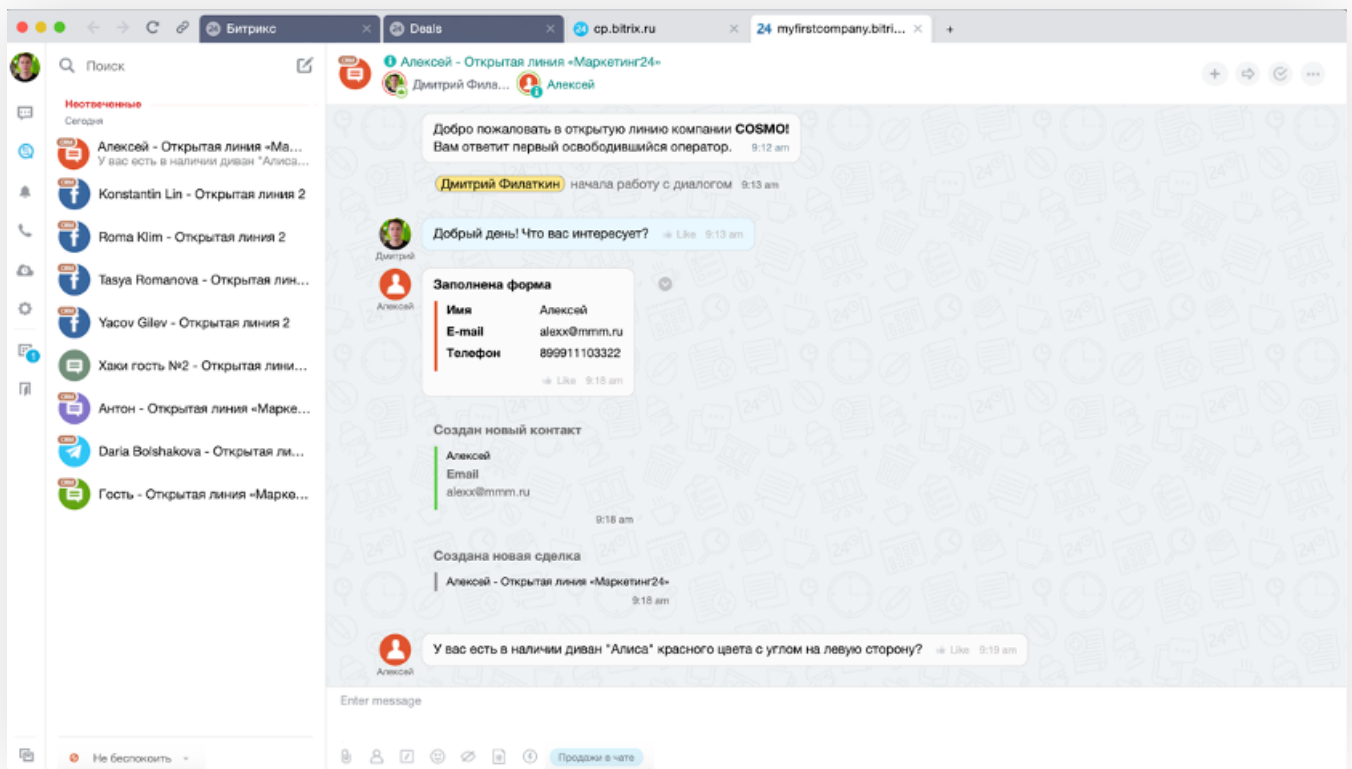 Битрикс
Deals
cp.bitrix.ru
24 myfirstcompany.bitri...
Поиск
Неотвеченные
Сегодня
Алексей - Открытая линия «Ма...
У вас есть в наличии диван "Алиса...
Konstantin Lin - Открытая линия 2
Roma Klim - Открытая линия 2
Tasya Romanova - Открытая лин...
Yacov Gilev - Открытая линия 2
Хаки гость №2 - Открытая лини...
Антон - Открытая линия «Марке...
Daria Bolshakova - Открытая ли...
Гость - Открытая линия «Марке...
Не беспокоить
Алексей - Открытая линия «Маркетинг24»
Дмитрий Фила... Алексей
Добро пожаловать в открытую линию компании COSMO!
Вам ответит первый освободившийся оператор. 9:12 am
Дмитрий Филаткин начала работу с диалогом 9:13 am
Добрый день! Что вас интересует? Like 9:13 am
Дмитрий
Заполнена форма
Алексей
Имя Алексей
E-mail alexx@mmm.ru
Телефон 899911103322
Like 9:18 am
Создан новый контакт
Алексей
Email
alexx@mmm.ru
9:18 am
Создана новая сделка
Алексей - Открытая линия «Маркетинг24»
9:18 am
У вас есть в наличии диван "Алиса" красного цвета с углом на левую сторону? Like 9:19 am
Алексей
Enter message
Продажи в чате